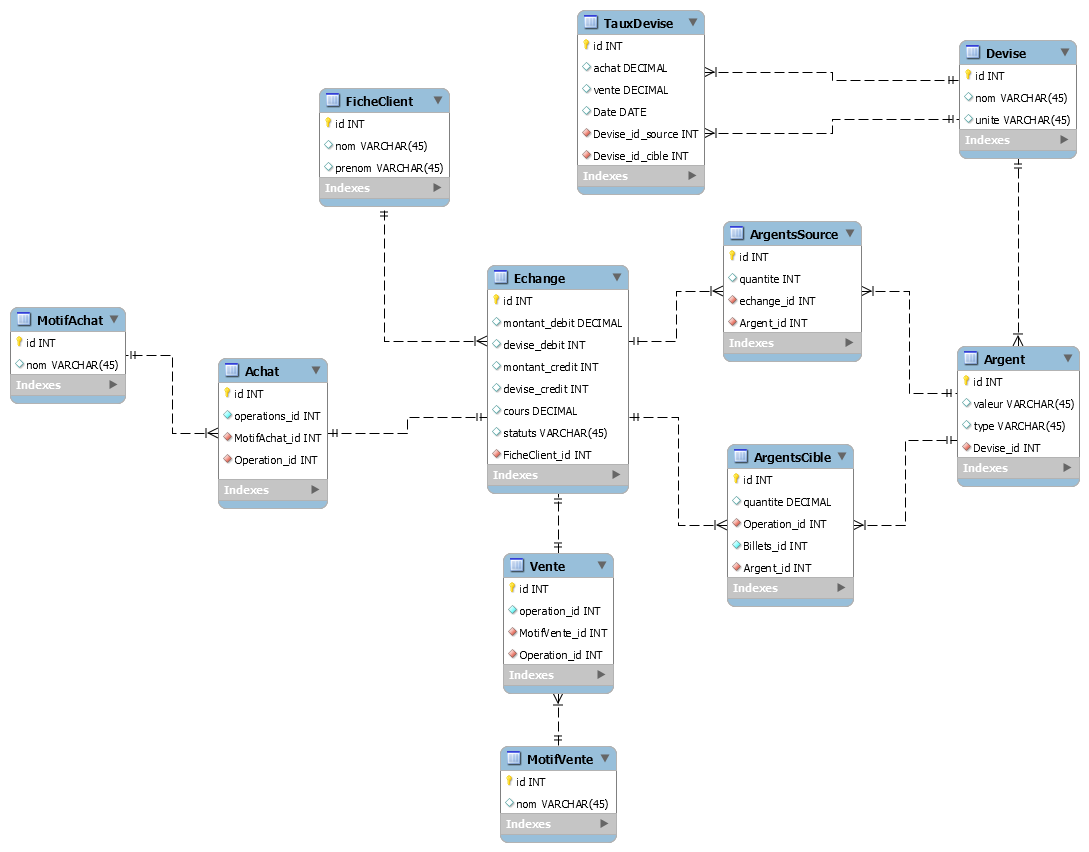 TauxDevise
id INT
achat DECIMAL
vente DECIMAL
Date DATE
Devise_id_source INT
Devise_id_cible INT
Indexes
Devise
id INT
nom VARCHAR(45)
unite VARCHAR(45)
Indexes
FicheClient
id INT
nom VARCHAR(45)
prenom VARCHAR(45)
Indexes
ArgentsSource
id INT
quantite INT
echange_id INT
Argent_id INT
Indexes
Echange
id INT
montant_debit DECIMAL
devise_debit INT
montant_credit INT
devise_credit INT
cours DECIMAL
statuts VARCHAR(45)
FicheClient_id INT
Indexes
MotifAchat
id INT
nom VARCHAR(45)
Indexes
Achat
id INT
operations_id INT
MotifAchat_id INT
Operation_id INT
Indexes
Argent
id INT
valeur VARCHAR(45)
type VARCHAR(45)
Devise_id INT
Indexes
ArgentsCible
id INT
quantite DECIMAL
Operation_id INT
Billets_id INT
Argent_id INT
Indexes
Vente
id INT
operation_id INT
MotifVente_id INT
Operation_id INT
Indexes
MotifVente
id INT
nom VARCHAR(45)
Indexes